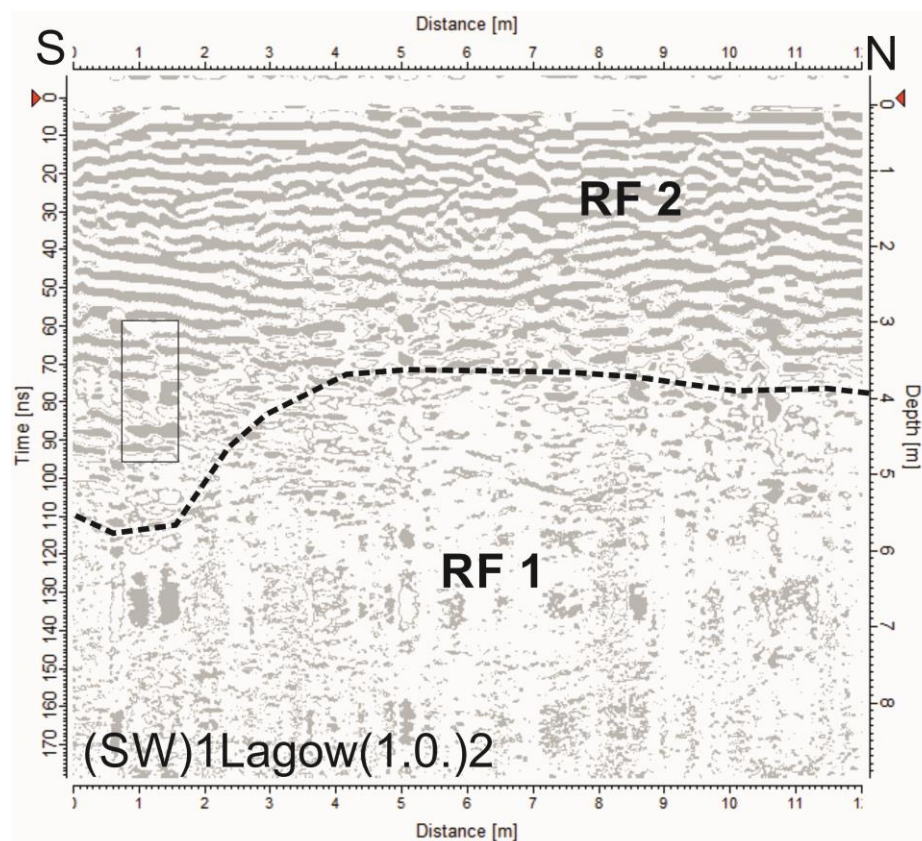 Distance [m]
S N
0 1 2 3 4 5 6 7 8 9 10 11
0 10 20 30 40 50 60 70 80 90 100 110 120 130 140 150 160 170
Time [ns]
0 1 2 3 4 5 6 7 8
Depth [m]
RF 2
RF 1
(SW)1Lagow(1.0.)2
0 1 2 3 4 5 6 7 8 9 10 11
Distance [m]